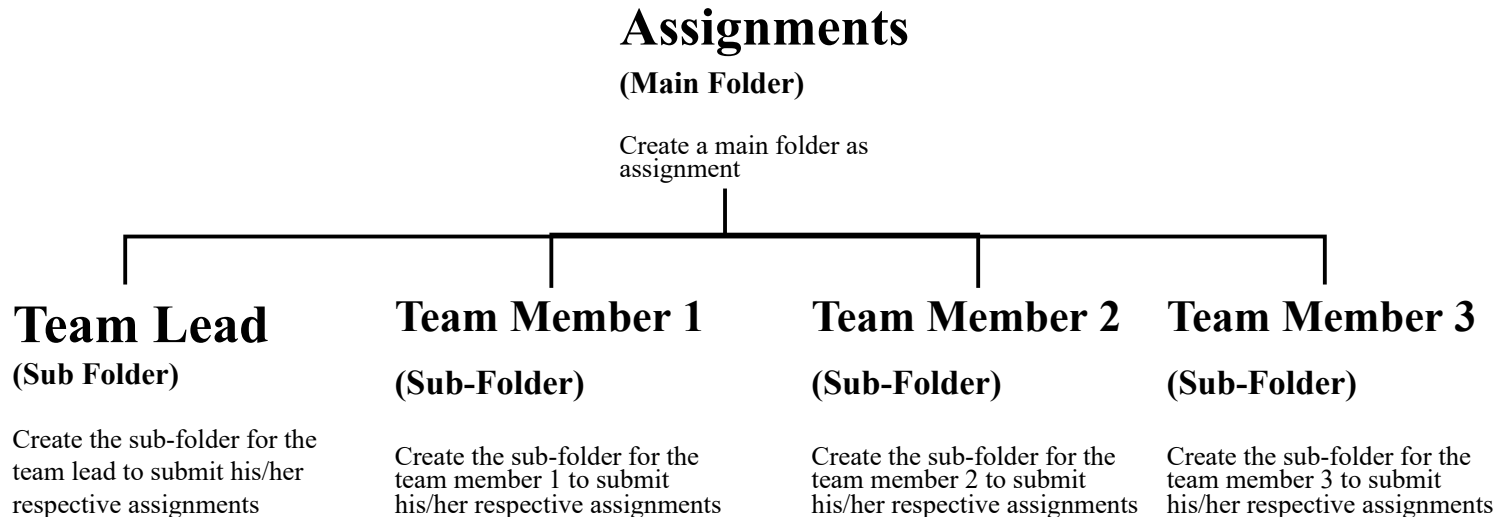 Assignments
(Main Folder)
Create a main folder as
assignment
Team Lead
(Sub Folder)
Create the sub-folder for the
team lead to submit his/her
respective assignments
Team Member 1
(Sub-Folder)
Create the sub-folder for the
team member 1 to submit
his/her respective assignments
Team Member 2
(Sub-Folder)
Create the sub-folder for the
team member 2 to submit
his/her respective assignments
Team Member 3
(Sub-Folder)
Create the sub-folder for the
team member 3 to submit
his/her respective assignments